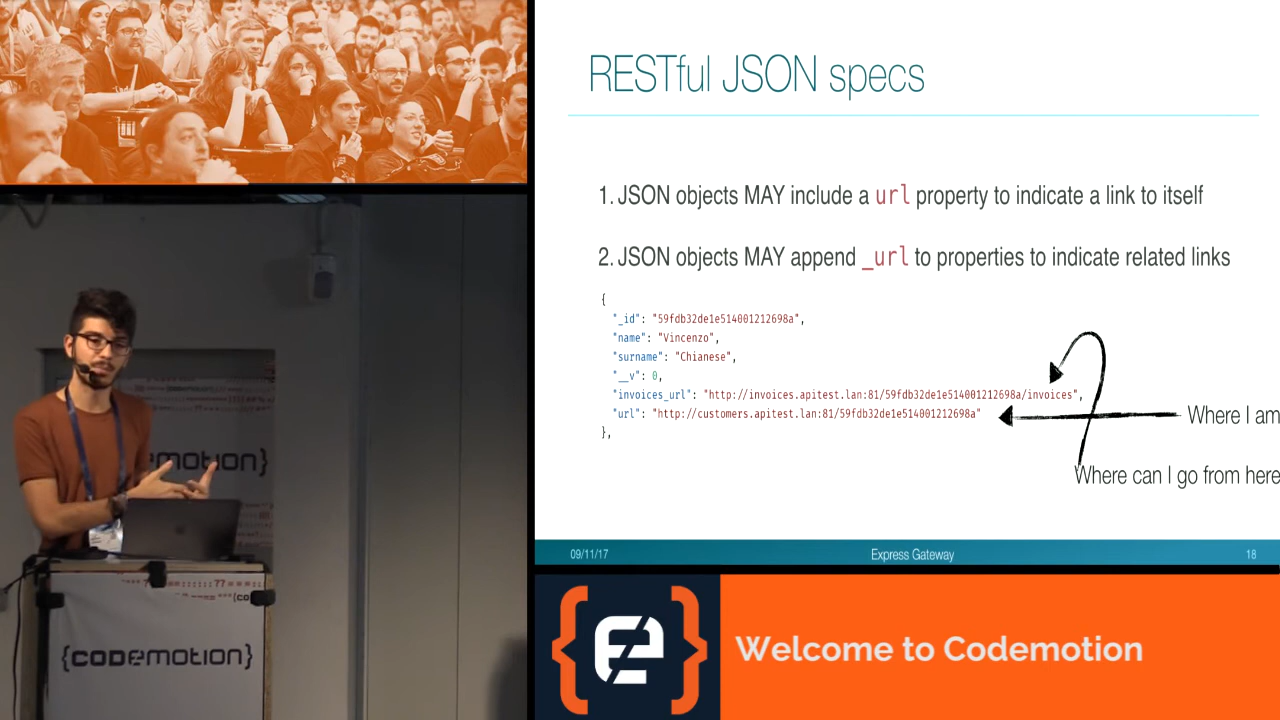 RESTful JSON specs
1. JSON objects MAY include a url property to indicate a link to itself
2. JSON objects MAY append _url to properties to indicate related links
{
"_id": "59fdb32de1e514001212698a",
"name": "Vincenzo",
"surname": "Chianese",
"__v": 0,
"invoices_url": "http://invoices.apitest.lan:81/59fdb32de1e514001212698a/invoices",
"url": "http://customers.apitest.lan:81/59fdb32de1e514001212698a"
},
Where I am
Where can I go from here
09/11/17 Express Gateway 18
emotion}
{codemotion}
Welcome to Codemotion